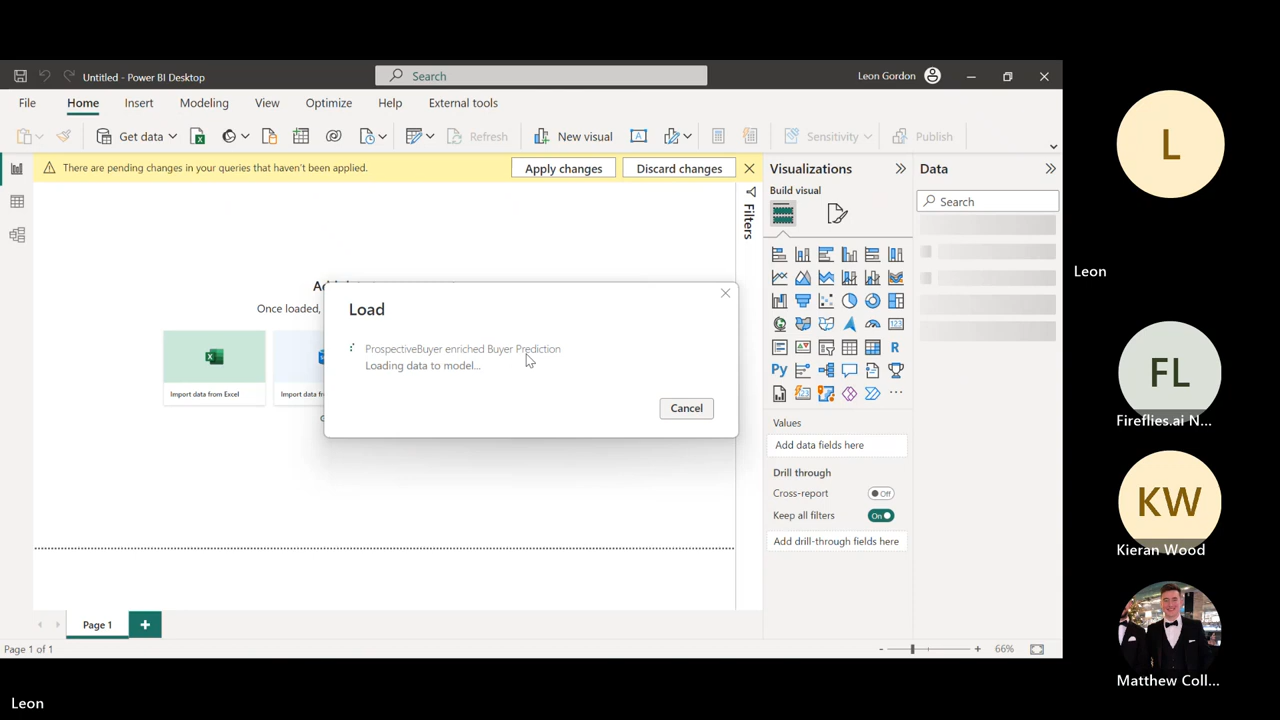 Untitled - Power BI Desktop
Search
Leon Gordon
File
Home
Insert
Modeling
View
Optimize
Help
External tools
Get data
Refresh
New visual
A
Sensitivity
Publish
There are pending changes in your queries that haven't been applied.
Apply changes
Discard changes
Filters
Visualizations
Build visual
Data
Search
Once loaded,
Import data from Excel
Load
ProspectiveBuyer enriched Buyer Prediction
Loading data to model...
Cancel
123
R
Py
Values
Add data fields here
Drill through
Cross-report
Off
Keep all filters
On
Add drill-through fields here
Page 1
Page 1 of 1
66%
L
Leon
FL
Fireflies.ai N...
KW
Kieran Wood
Matthew Coll...
Leon